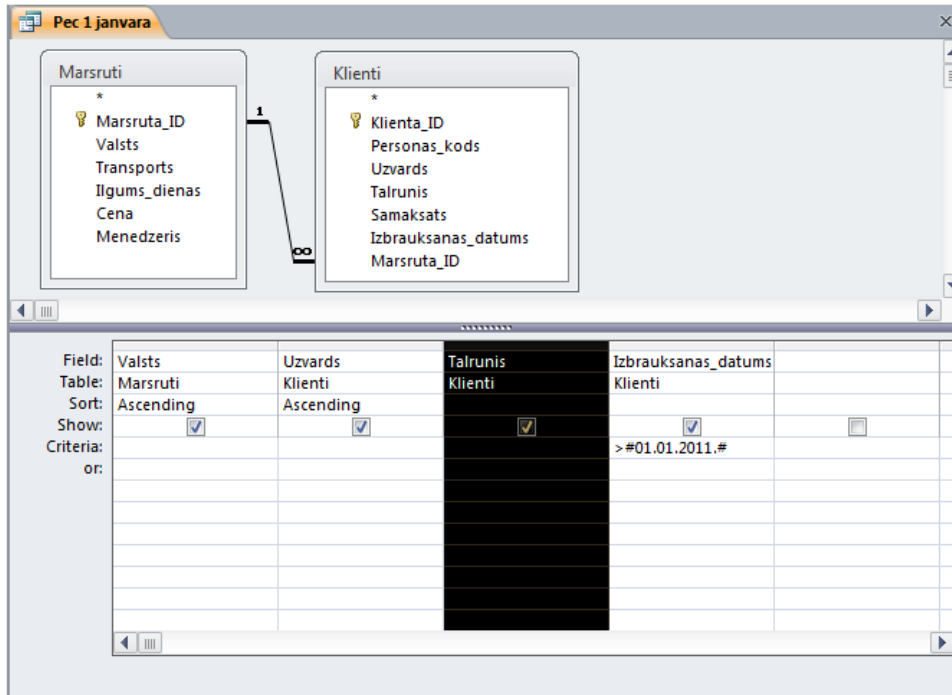 Pec 1 janvara
Marsruti
*
Marsruta_ID
Valsts
Transports
Ilgums_dienas
Cena
Menedzeris
1
∞
Klienti
*
Klienta_ID
Personas_kods
Uzvards
Talrunis
Samaksats
Izbrauksanas_datums
Marsruta_ID
Field: Valsts Uzvards Talrunis Izbrauksanas_datums
Table: Marsruti Klienti Klienti Klienti
Sort: Ascending Ascending
Show:
Criteria: >#01.01.2011.#
or: